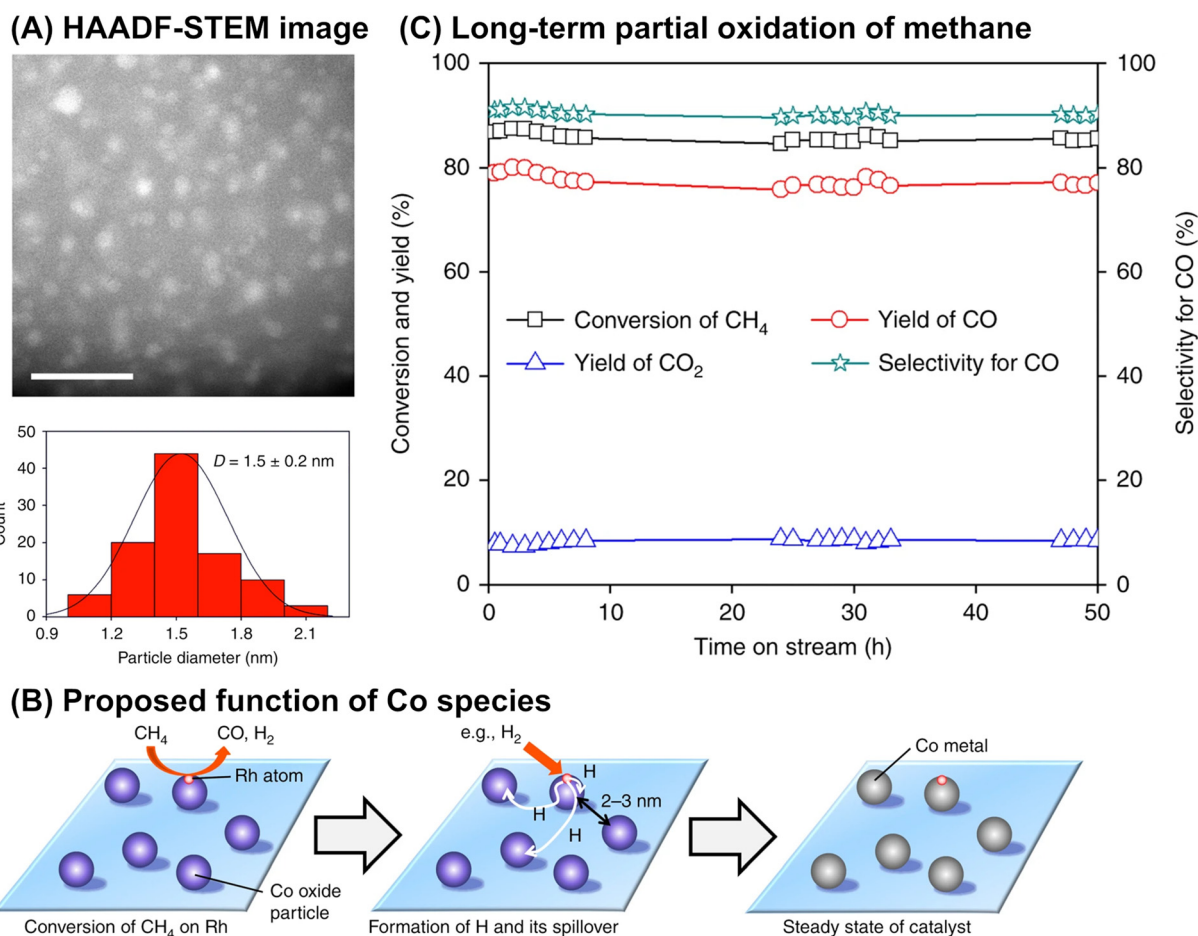 (A) HAADF-STEM image
50
40
30
20
10
0
D = 1.5 ± 0.2 nm
0.9 1.2 1.5 1.8 2.1
Particle diameter (nm)
(C) Long-term partial oxidation of methane
Conversion and yield (%)
100
80
60
40
20
0
Conversion of CH₄
Yield of CO
Yield of CO₂
Selectivity for CO
100
80
60
40
20
0
Selectivity for CO (%)
0 10 20 30 40 50
Time on stream (h)
(B) Proposed function of Co species
CH₄ CO, H₂
Rh atom
Co oxide
particle
Conversion of CH₄ on Rh
e.g., H₂
H
2–3 nm
H
H
Formation of H and its spillover
Co metal
Steady state of catalyst